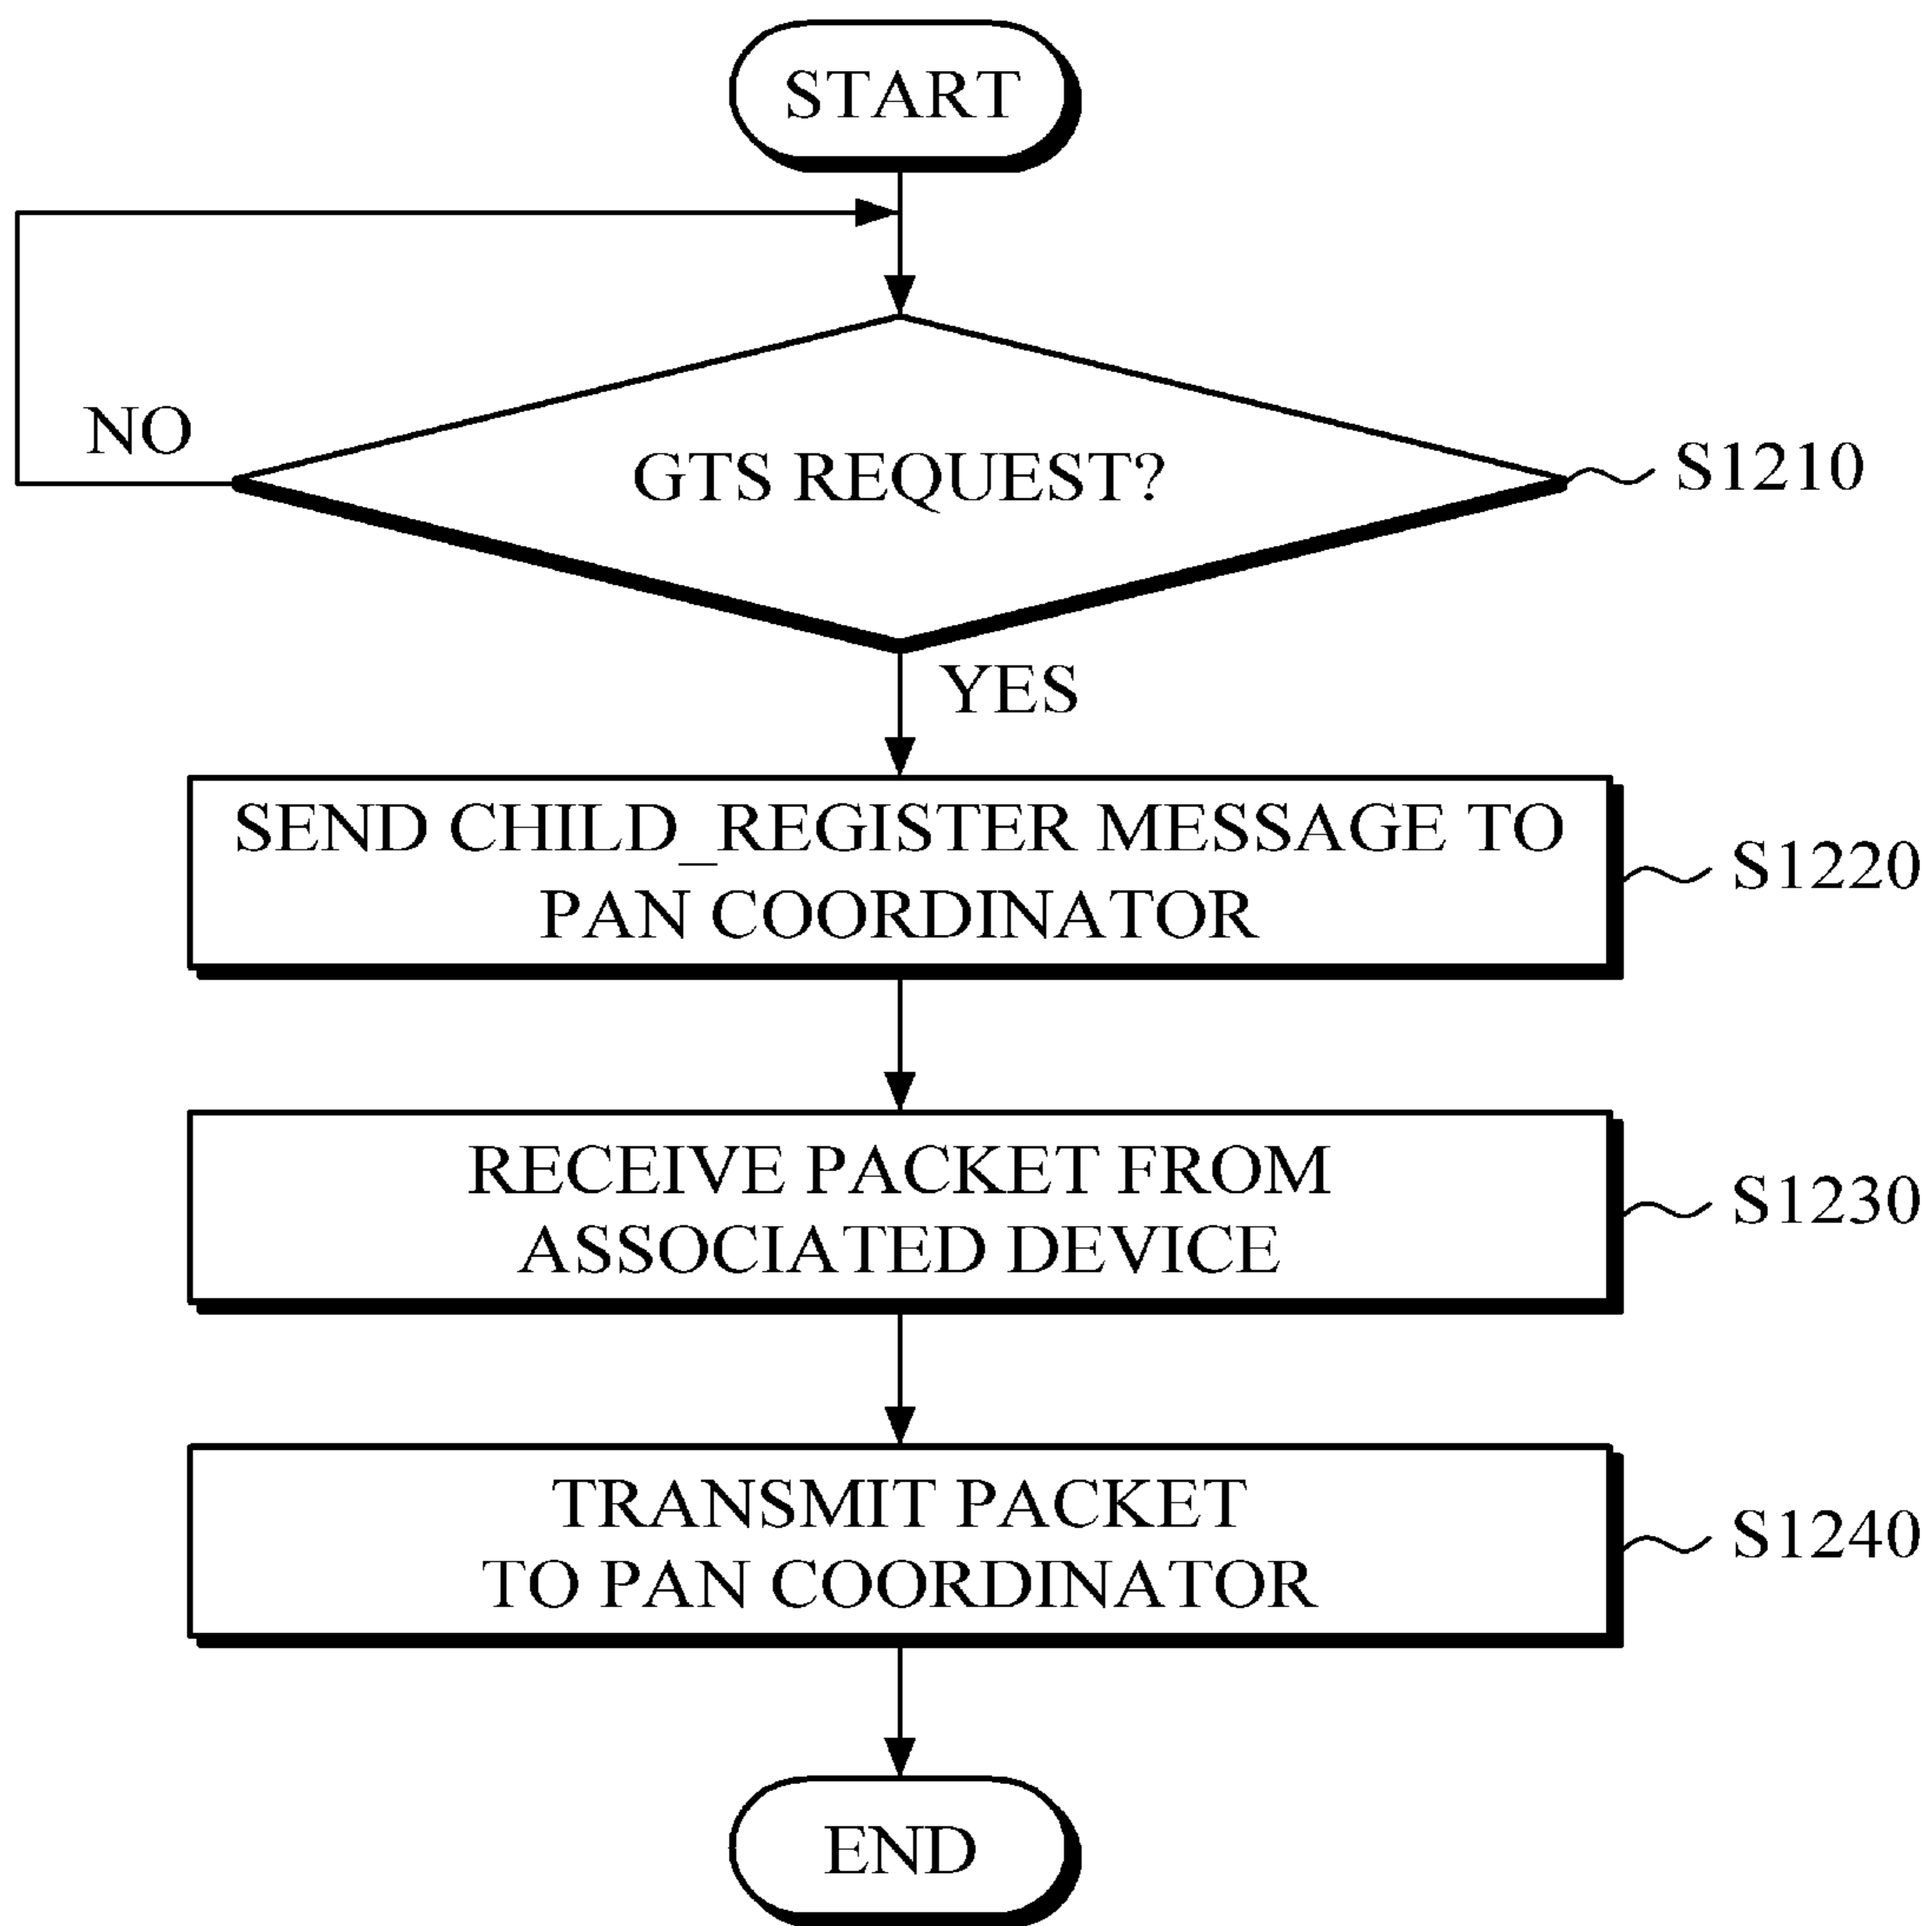 START
NO
GTS REQUEST?
S1210
YES
SEND CHILD_REGISTER MESSAGE TO
PAN COORDINATOR
S1220
RECEIVE PACKET FROM
ASSOCIATED DEVICE
S1230
TRANSMIT PACKET
TO PAN COORDINATOR
S1240
END